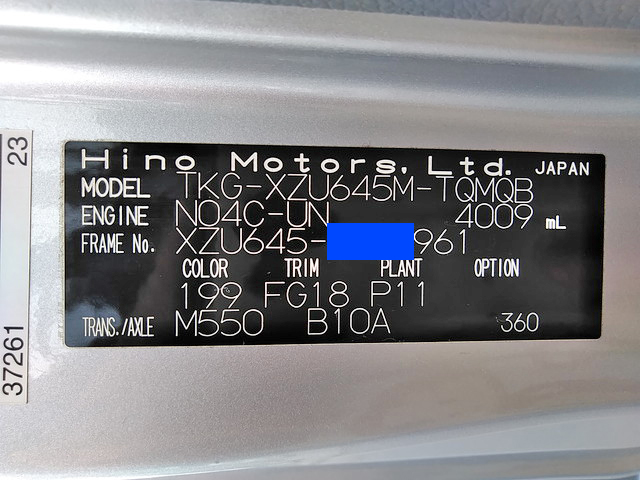 Hino Motors, Ltd. JAPAN
MODEL TKG-XZU645M-TQMQB
ENGINE N04C-UN 4009 mL
FRAME No. XZU645- 961
COLOR TRIM PLANT OPTION
199 FG18 P11
TRANS./AXLE M550 B10A 360
37261 23